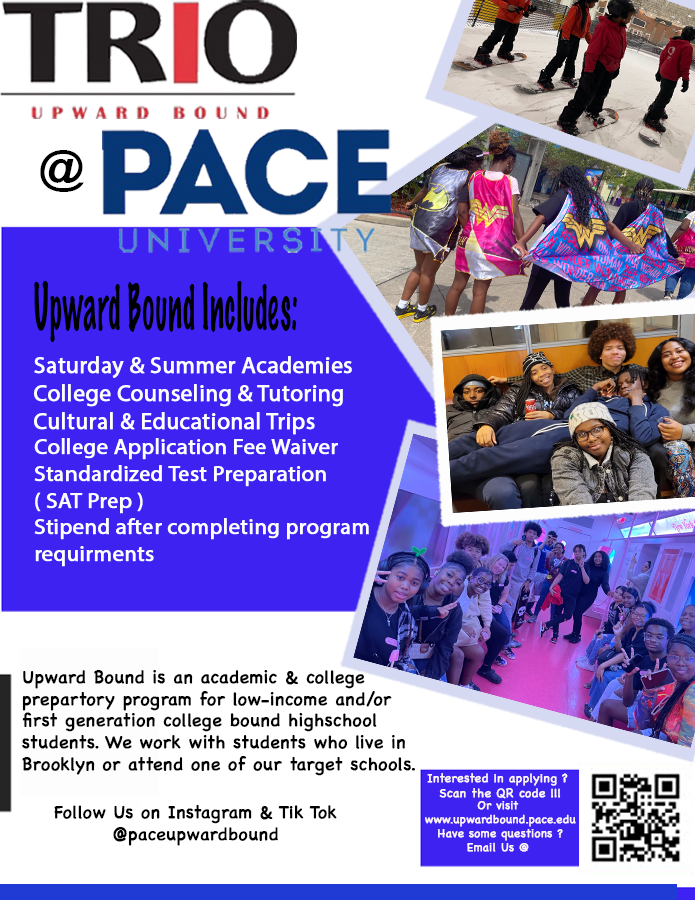 TRIO
UPWARD BOUND
@ PACE
UNIVERSITY
Upward Bound Includes:
Saturday & Summer Academies
College Counseling & Tutoring
Cultural & Educational Trips
College Application Fee Waiver
Standardized Test Preparation
( SAT Prep )
Stipend after completing program
requirments
Upward Bound is an academic & college
prepartory program for low-income and/or
first generation college bound highschool
students. We work with students who live in
Brooklyn or attend one of our target schools.
Follow Us on Instagram & Tik Tok
@paceupwardbound
Interested in applying ?
Scan the QR code !!!
Or visit
www.upwardbound.pace.edu
Have some questions ?
Email Us @